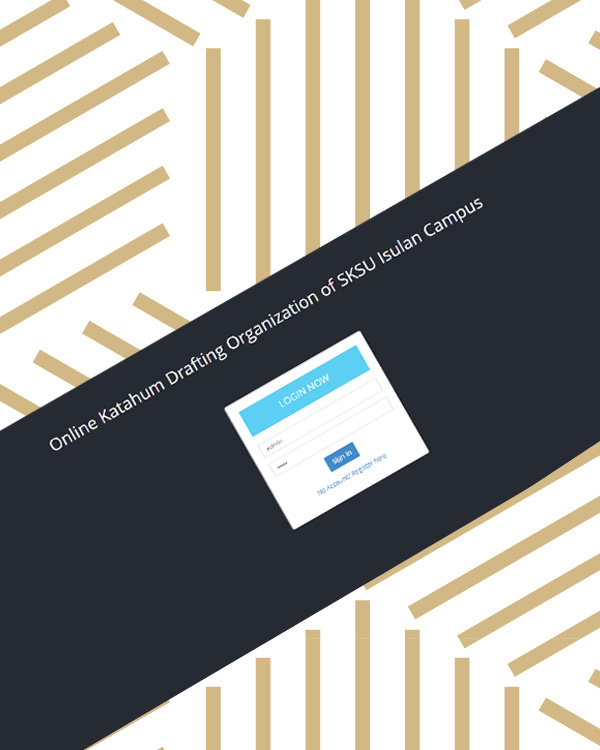 Online Katahum Drafting Organization of SKSU Isulan Campus
LOGIN NOW
admin
•••••
Sign in
No Account? Register here